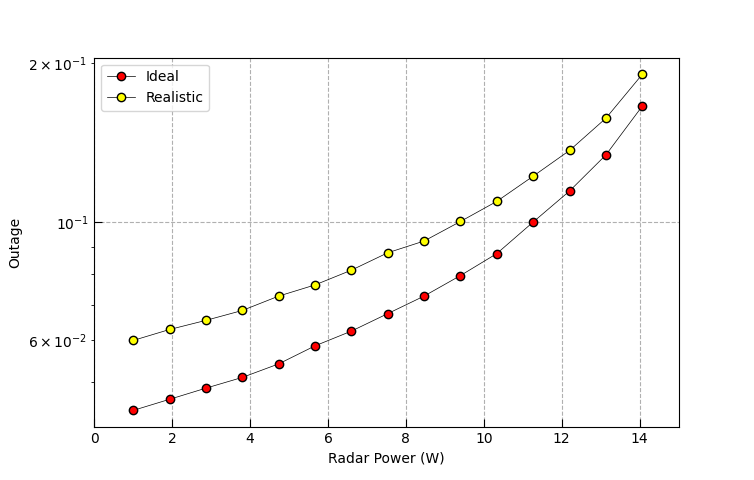 2 × 10⁻¹
10⁻¹
6 × 10⁻²
Outage
Ideal
Realistic
0 2 4 6 8 10 12 14
Radar Power (W)